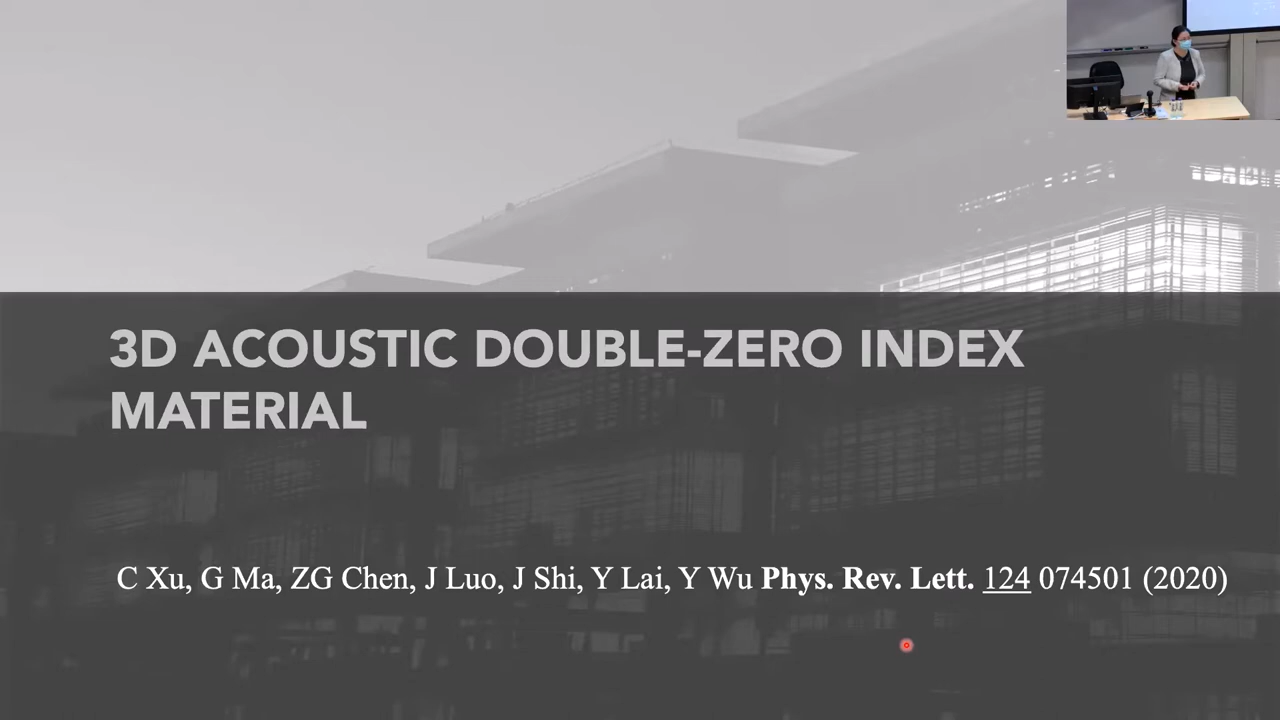 3D ACOUSTIC DOUBLE-ZERO INDEX
MATERIAL
C Xu, G Ma, ZG Chen, J Luo, J Shi, Y Lai, Y Wu Phys. Rev. Lett. 124 074501 (2020)